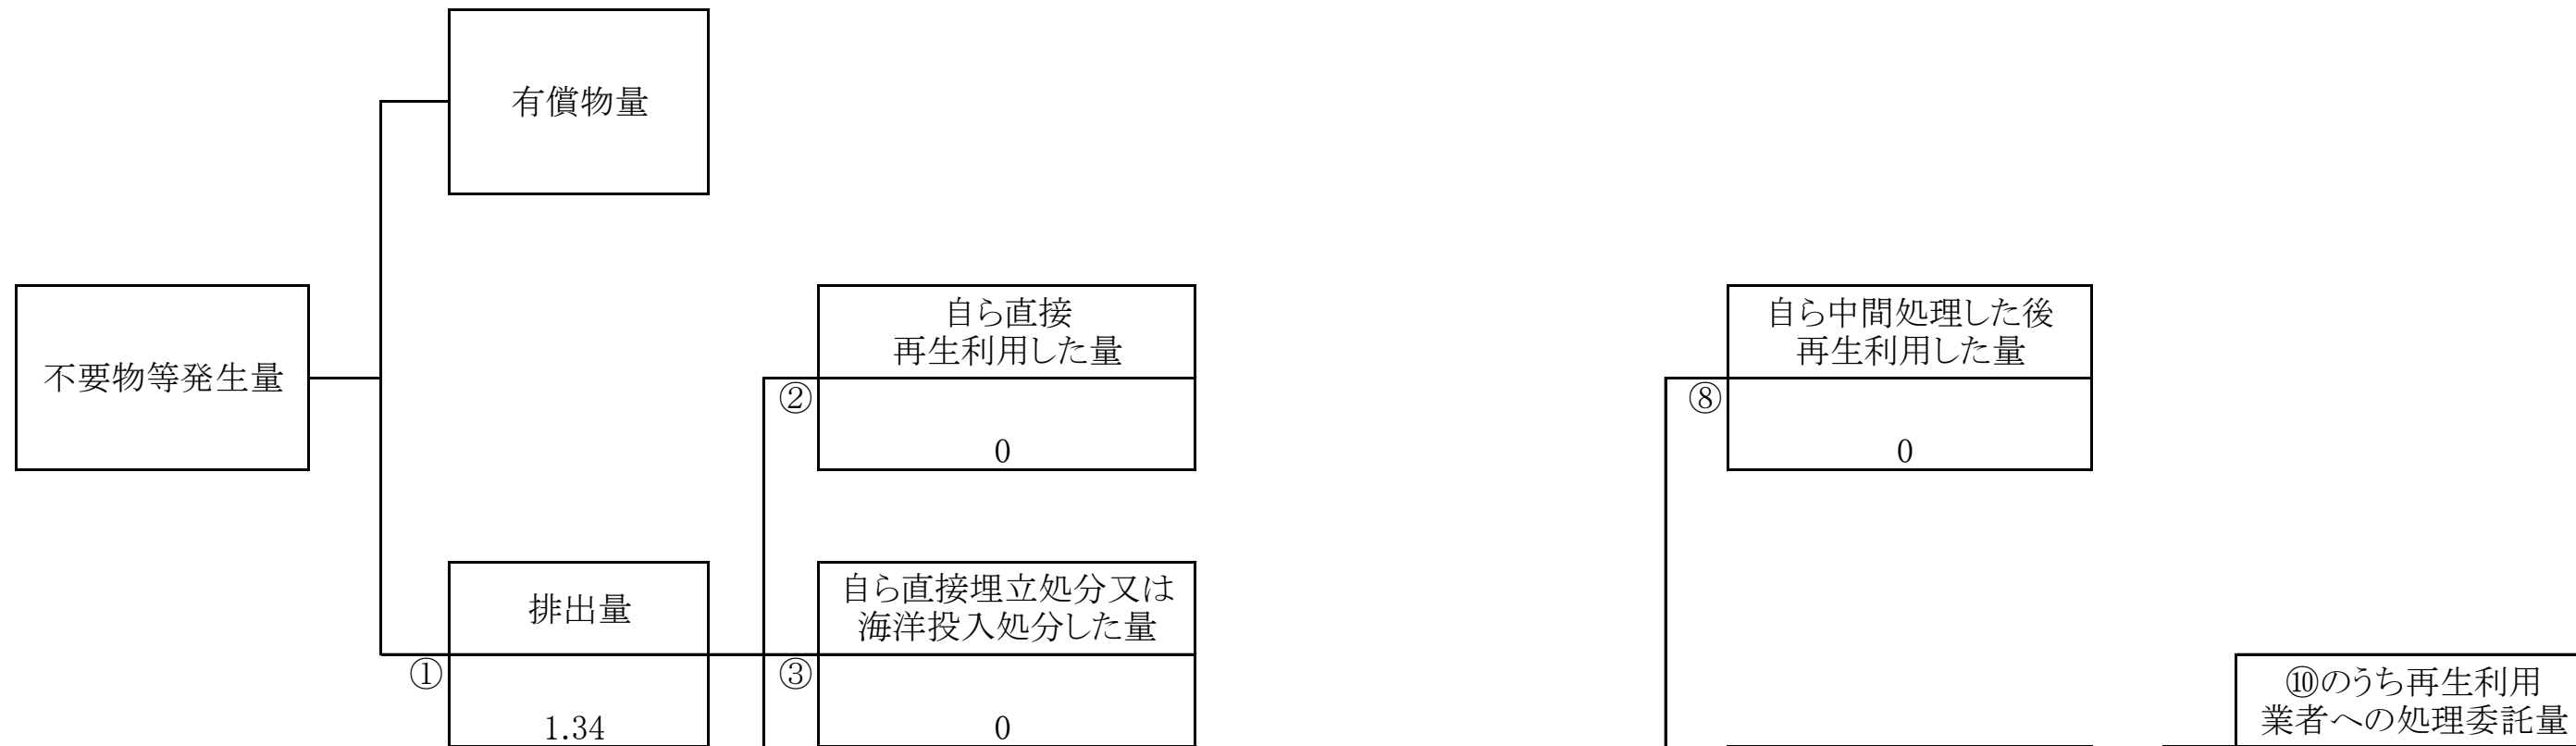 有償物量
不要物等発生量
自ら直接
再生利用した量
②
0
自ら中間処理した後
再生利用した量
⑧
0
排出量
①
1.34
自ら直接埋立処分又は
海洋投入処分した量
③
0
⑩のうち再生利用
業者への処理委託量